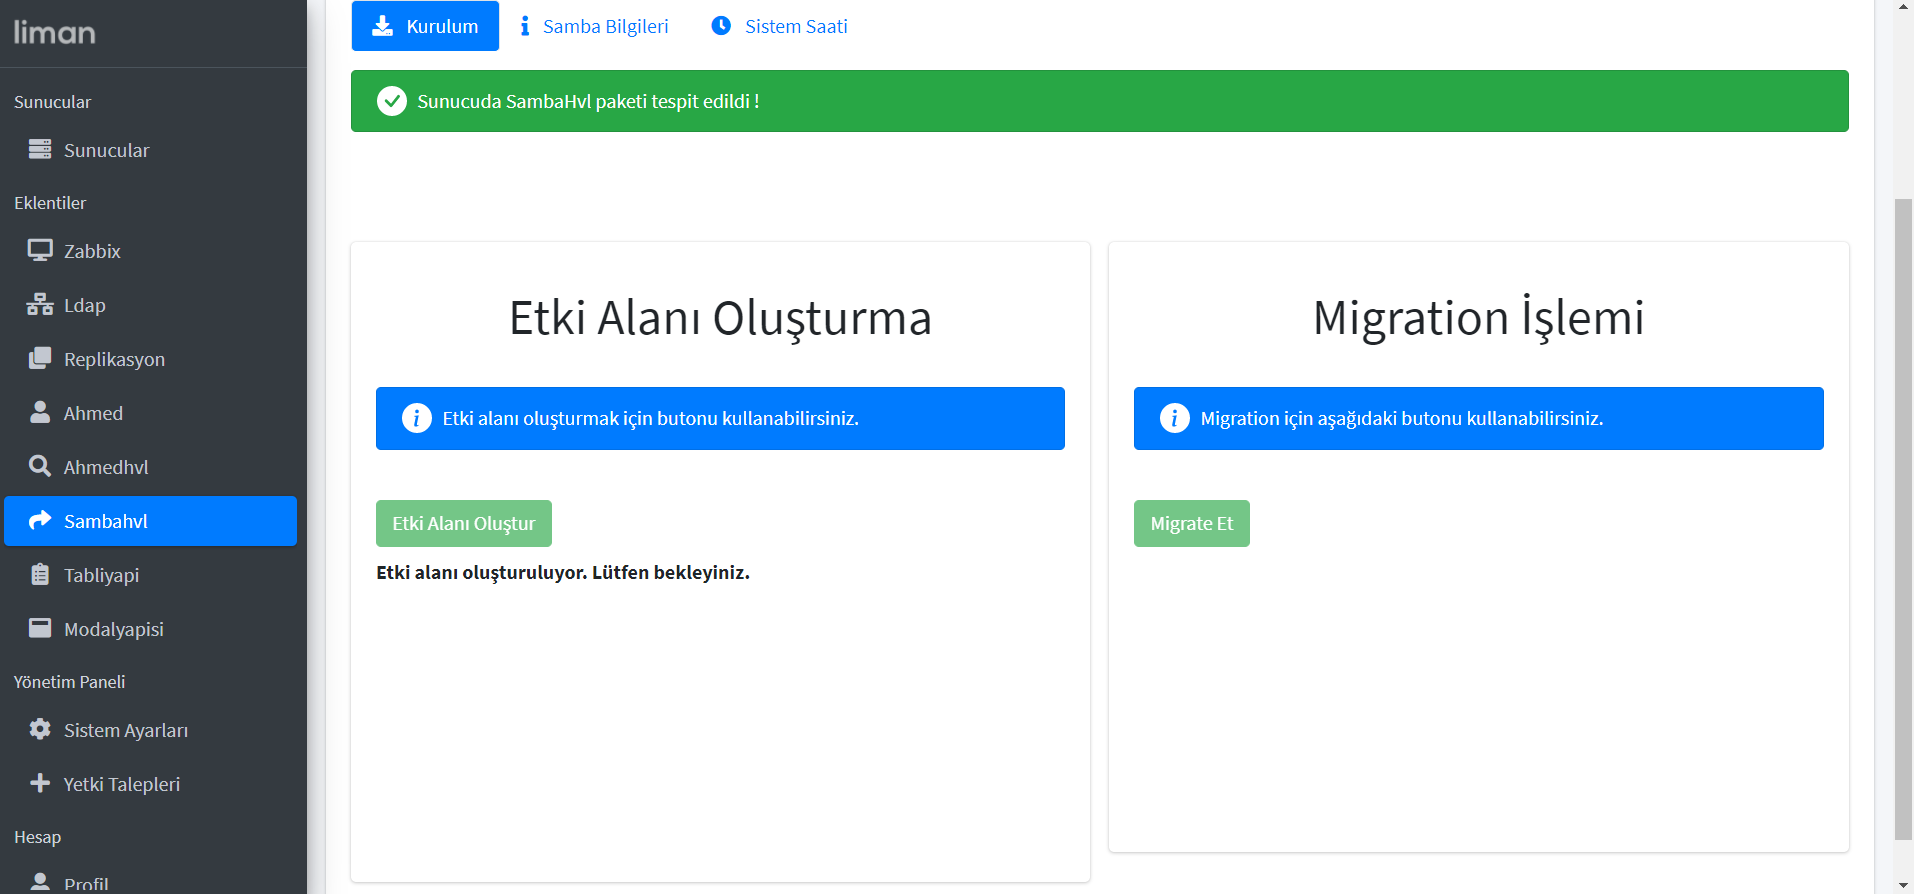 liman
Sunucular
Sunucular
Eklentiler
Zabbix
Ldap
Replikasyon
Ahmed
Ahmedhvl
Sambahvl
Tabliyapi
Modalyapisi
Yönetim Paneli
Sistem Ayarları
Yetki Talepleri
Hesap
Profil
Kurulum
Samba Bilgileri
Sistem Saati
Sunucuda SambaHvl paketi tespit edildi !
Etki Alanı Oluşturma
Etki alanı oluşturmak için butonu kullanabilirsiniz.
Etki Alanı Oluştur
Etki alanı oluşturuluyor. Lütfen bekleyiniz.
Migration İşlemi
Migration için aşağıdaki butonu kullanabilirsiniz.
Migrate Et